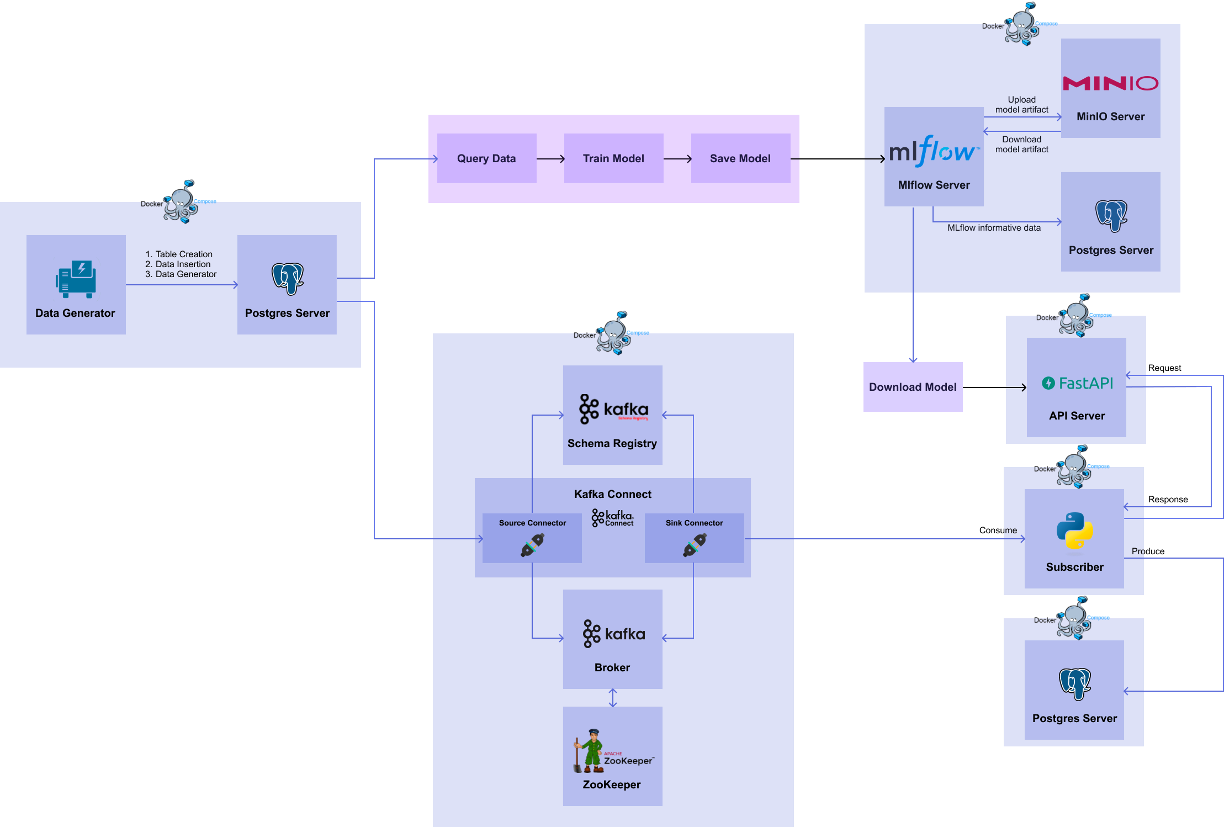 Docker Compose
Data Generator
1. Table Creation
2. Data Insertion
3. Data Generator
Postgres Server
Query Data
Train Model
Save Model
Docker Compose
mlflow™
Mlflow Server
Upload
model artifact
Download
model artifact
MINIO
MinIO Server
MLflow informative data
Postgres Server
Docker Compose
kafka
Schema Registry
Schema Registry
Kafka Connect
Source Connector
kafka
Connect
Sink Connector
kafka
Broker
APACHE
ZooKeeper™
ZooKeeper
Download Model
Docker Compose
FastAPI
API Server
Request
Response
Docker Compose
Consume
Subscriber
Produce
Docker Compose
Postgres Server